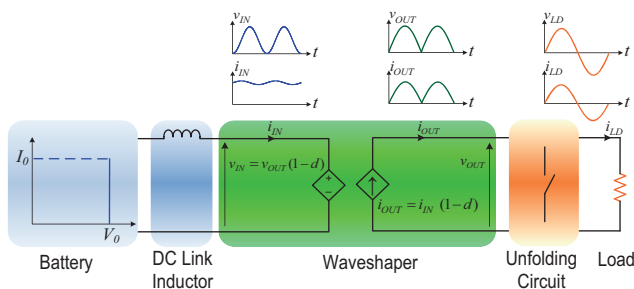 v_IN
t
i_IN
t
v_OUT
t
i_OUT
t
v_LD
t
i_LD
t
I_0
V_0
i_IN
v_IN = v_OUT (1−d)
+
−
i_OUT
v_OUT
i_OUT = i_IN (1−d)
i_LD
Battery
DC Link
Inductor
Waveshaper
Unfolding
Circuit
Load